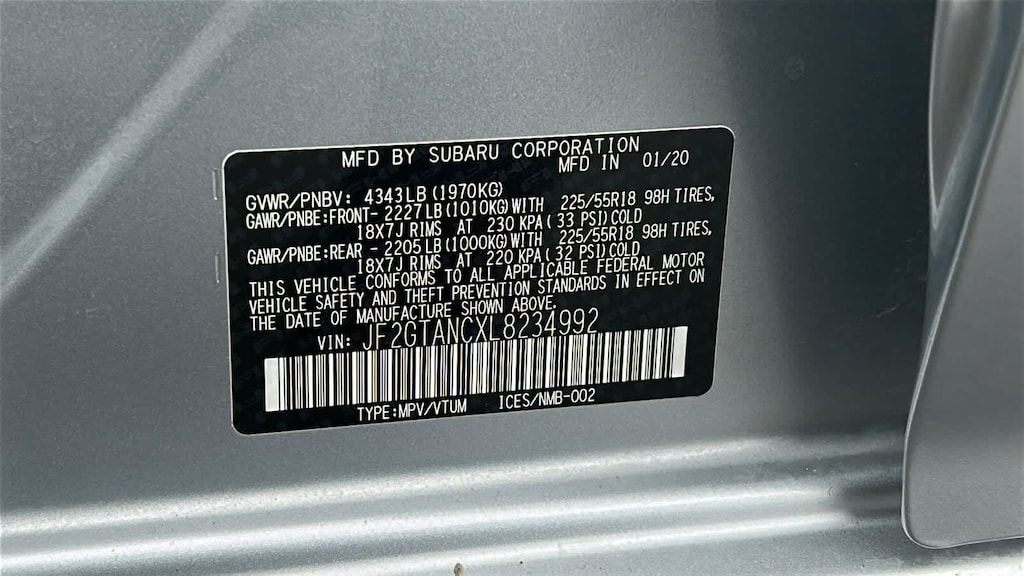 MFD BY SUBARU CORPORATION
MFD IN 01/20
GVWR/PNBV: 4343LB(1970KG)
GAWR/PNBE:FRONT- 2227LB(1010KG)WITH 225/55R18 98H TIRES,
18X7J RIMS AT 230 KPA( 33 PSI)COLD
GAWR/PNBE:REAR - 2205LB(1000KG)WITH 225/55R18 98H TIRES,
18X7J RIMS AT 220 KPA( 32 PSI)COLD
THIS VEHICLE CONFORMS TO ALL APPLICABLE FEDERAL MOTOR
VEHICLE SAFETY AND THEFT PREVENTION STANDARDS IN EFFECT ON
THE DATE OF MANUFACTURE SHOWN ABOVE.
VIN: JF2GTANCXL8234992
TYPE:MPV/VTUM ICES/NMB-002